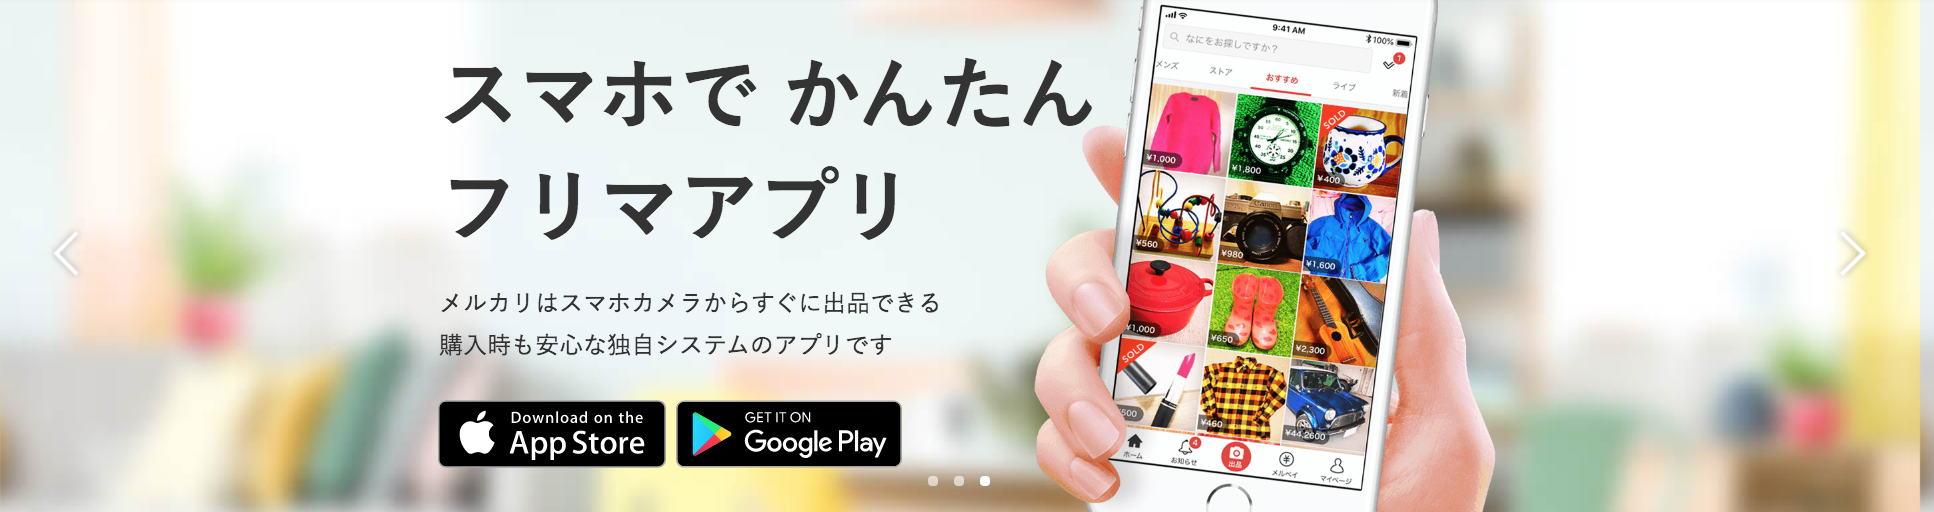 スマホで かんたん
フリマアプリ
メルカリはスマホカメラからすぐに出品できる
購入時も安心な独自システムのアプリです
Download on the
App Store
GET IT ON
Google Play
9:41 AM
100%
なにをお探しですか？
1
メンズ
ストア
おすすめ
ライブ
新着
¥1,000
¥1,800
SOLD
¥400
¥560
Canon
¥980
¥1,600
¥1,000
¥650
¥2,300
SOLD
¥460
¥44,2600
4
ホーム
お知らせ
出品
メルペイ
マイページ